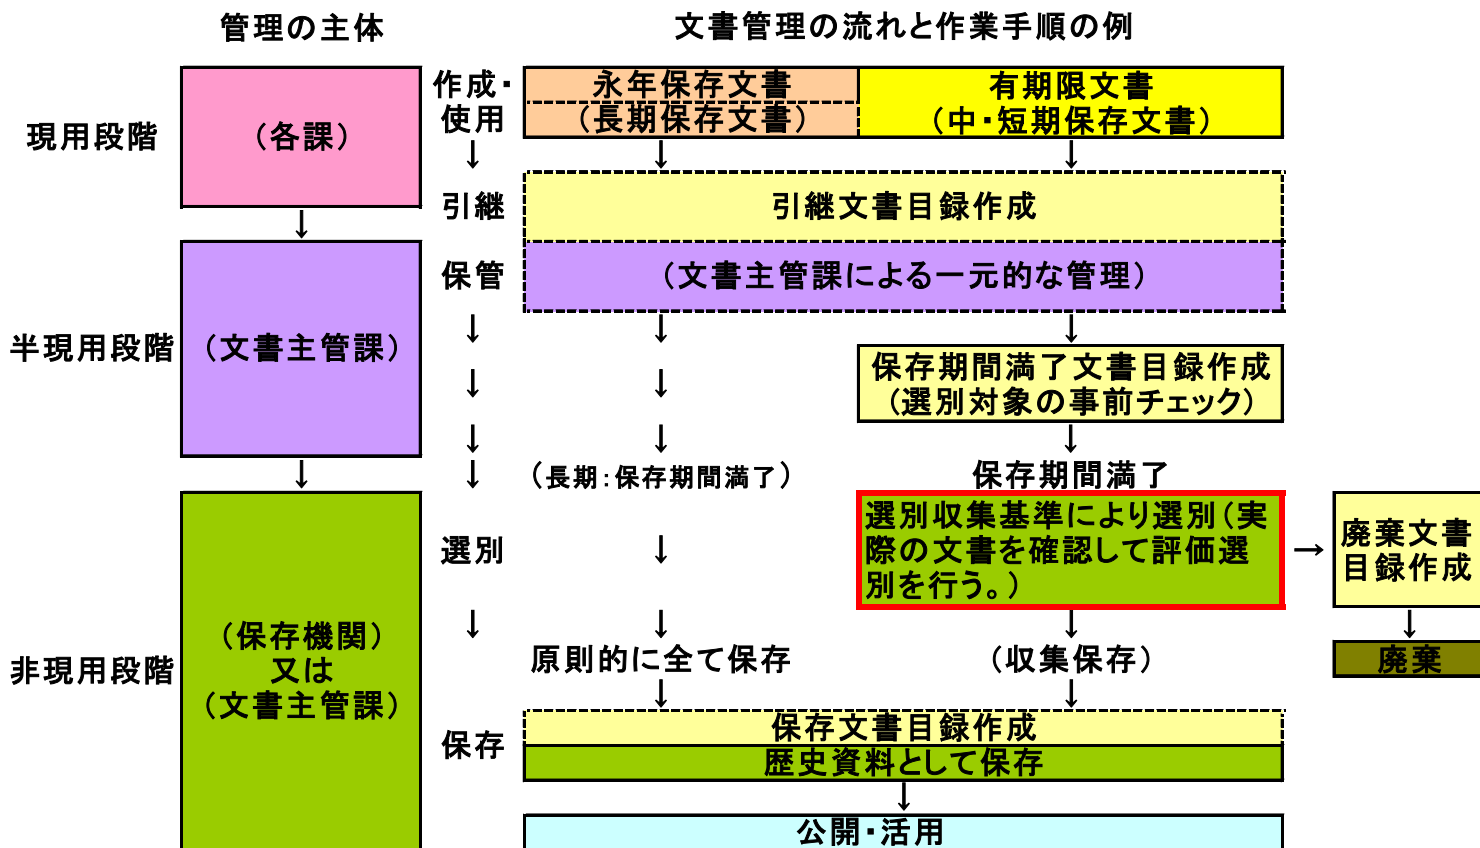 管理の主体
文書管理の流れと作業手順の例
現用段階
(各課)
作成・
使用
永年保存文書
(長期保存文書)
有期限文書
(中・短期保存文書)
↓
↓
↓
引継
引継文書目録作成
↓
半現用段階
(文書主管課)
保管
(文書主管課による一元的な管理)
↓
↓
↓
↓
↓
保存期間満了文書目録作成
(選別対象の事前チェック)
↓
↓
↓
↓
↓
(長期:保存期間満了)
保存期間満了
非現用段階
(保存機関)
又は
(文書主管課)
選別
↓
選別収集基準により選別(実
際の文書を確認して評価選
別を行う。)
→
廃棄文書
目録作成
↓
↓
↓
↓
原則的に全て保存
(収集保存)
廃棄
↓
↓
保存
保存文書目録作成
歴史資料として保存
↓
公開・活用